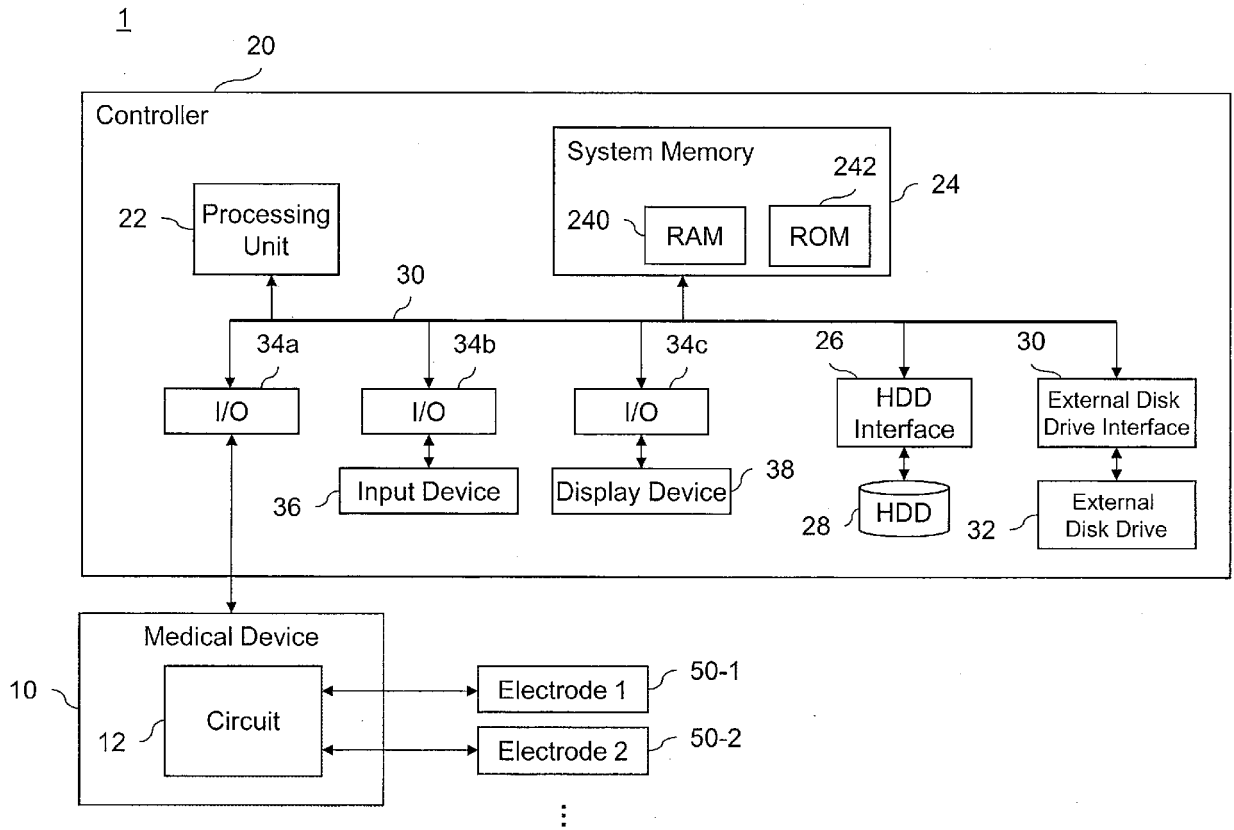 1
20
Controller
System Memory
242
24
22
Processing
Unit
240
RAM
ROM
30
34a
34b
34c
26
30
I/O
I/O
I/O
HDD
Interface
External Disk
Drive Interface
36
Input Device
Display Device
38
28
HDD
32
External
Disk Drive
Medical Device
10
12
Circuit
Electrode 1
50-1
Electrode 2
50-2
⋮